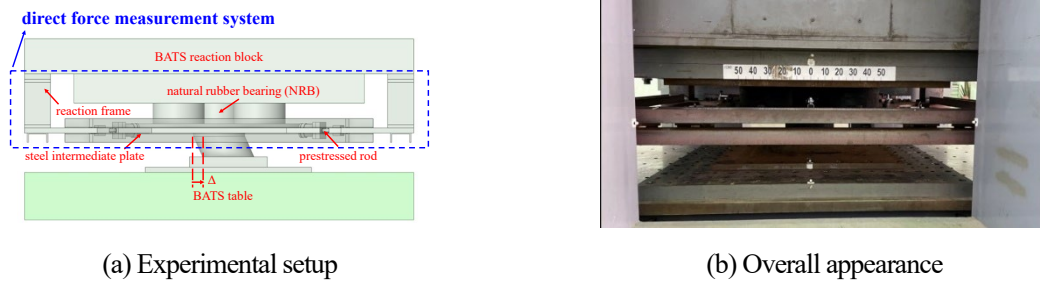 direct force measurement system
BATS reaction block
natural rubber bearing (NRB)
reaction frame
steel intermediate plate
prestressed rod
Δ
BATS table
50 40 30 20 10 0 10 20 30 40 50
(a) Experimental setup
(b) Overall appearance